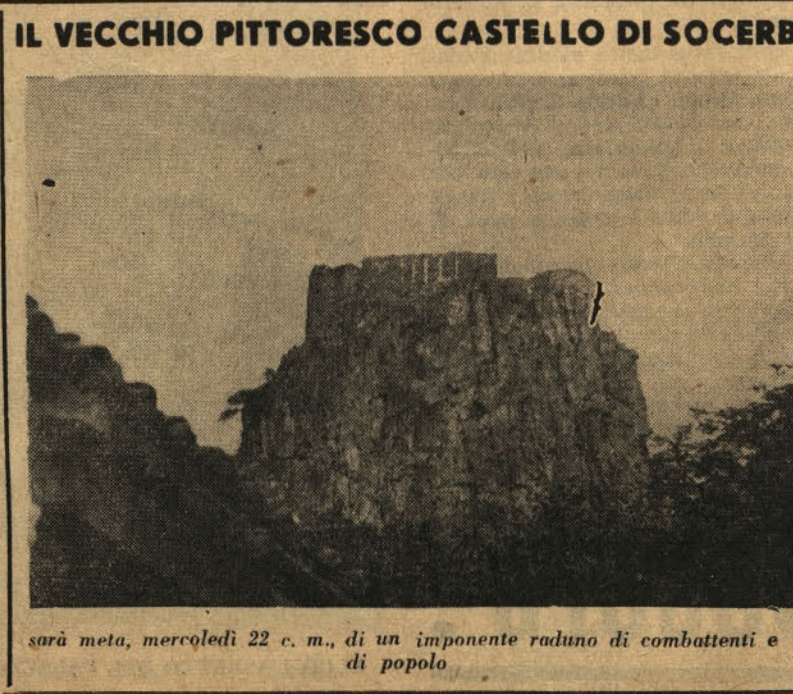 IL VECCHIO PITTORESCO CASTELLO DI SOCERB
sarà meta, mercoledì 22 c. m., di un imponente raduno di combattenti e
di popolo